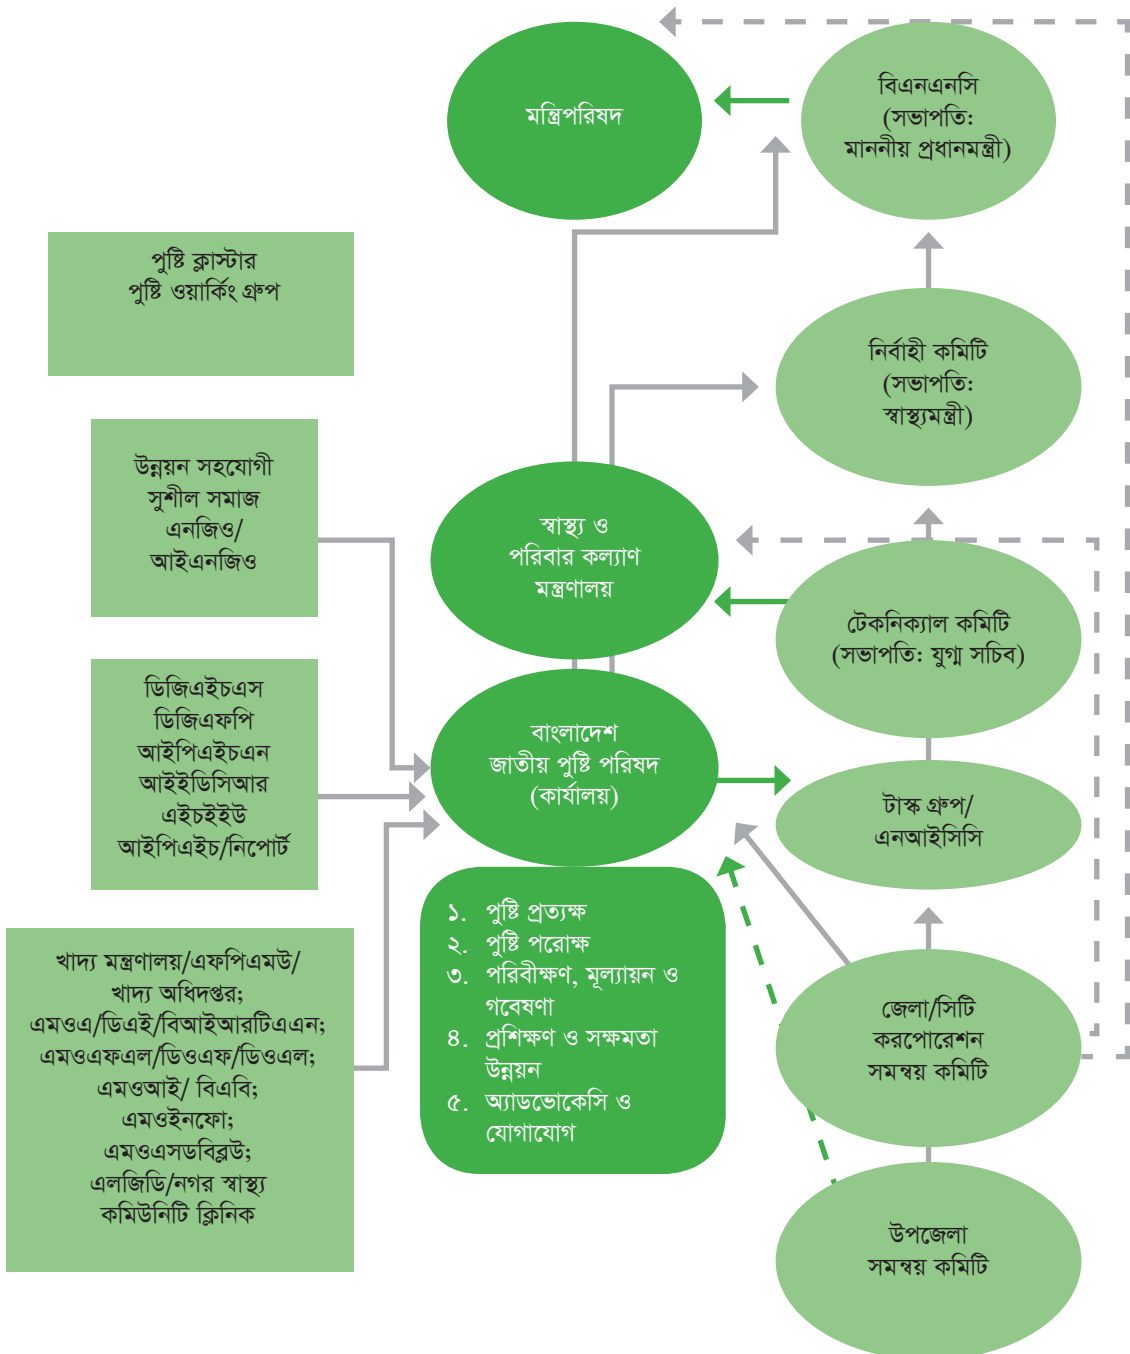 মন্ত্রিপরিষদ
বিএনএনসি
(সভাপতি:
মাননীয় প্রধানমন্ত্রী)
পুষ্টি ক্লাস্টার
পুষ্টি ওয়ার্কিং গ্রুপ
নির্বাহী কমিটি
(সভাপতি:
স্বাস্থ্যমন্ত্রী)
উন্নয়ন সহযোগী
সুশীল সমাজ
এনজিও/
আইএনজিও
স্বাস্থ্য ও
পরিবার কল্যাণ
মন্ত্রণালয়
টেকনিক্যাল কমিটি
(সভাপতি: যুগ্ম সচিব)
ডিজিএইচএস
ডিজিএফপি
আইপিএইচএন
আইইডিসিআর
এইচইইউ
আইপিএইচ/নিপোর্ট
বাংলাদেশ
জাতীয় পুষ্টি পরিষদ
(কার্যালয়)
টাস্ক গ্রুপ/
এনআইসিসি
১. পুষ্টি প্রত্যক্ষ
২. পুষ্টি পরোক্ষ
৩. পরিবীক্ষণ, মূল্যায়ন ও
গবেষণা
৪. প্রশিক্ষণ ও সক্ষমতা
উন্নয়ন
৫. অ্যাডভোকেসি ও
যোগাযোগ
খাদ্য মন্ত্রণালয়/এফপিএমউ/
খাদ্য অধিদপ্তর;
এমওএ/ডিএই/বিআইআরটিএএন;
এমওএফএল/ডিওএফ/ডিওএল;
এমওআই/ বিএবি;
এমওইনফো;
এমওএসডবিব্লউ;
এলজিডি/নগর স্বাস্থ্য
কমিউনিটি ক্লিনিক
জেলা/সিটি
করপোরেশন
সমন্বয় কমিটি
উপজেলা
সমন্বয় কমিটি